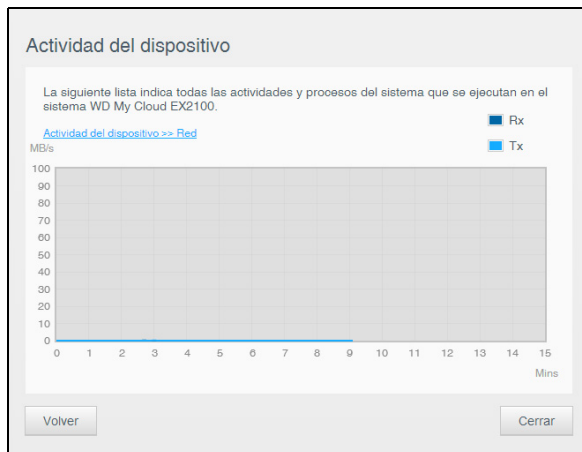 Actividad del dispositivo
La siguiente lista indica todas las actividades y procesos del sistema que se ejecutan en el
sistema WD My Cloud EX2100.
Rx
Actividad del dispositivo >> Red
Tx
MB/s
100
90
80
70
60
50
40
30
20
10
0
0 1 2 3 4 5 6 7 8 9 10 11 12 13 14 15
Mins
Volver Cerrar